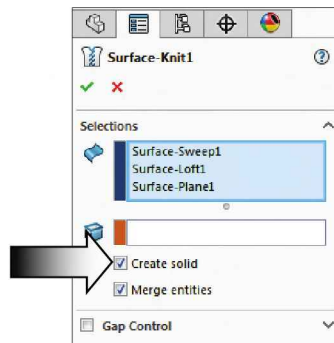 Surface-Knit1
Selections
Surface-Sweep1
Surface-Loft1
Surface-Plane1
Create solid
Merge entities
Gap Control